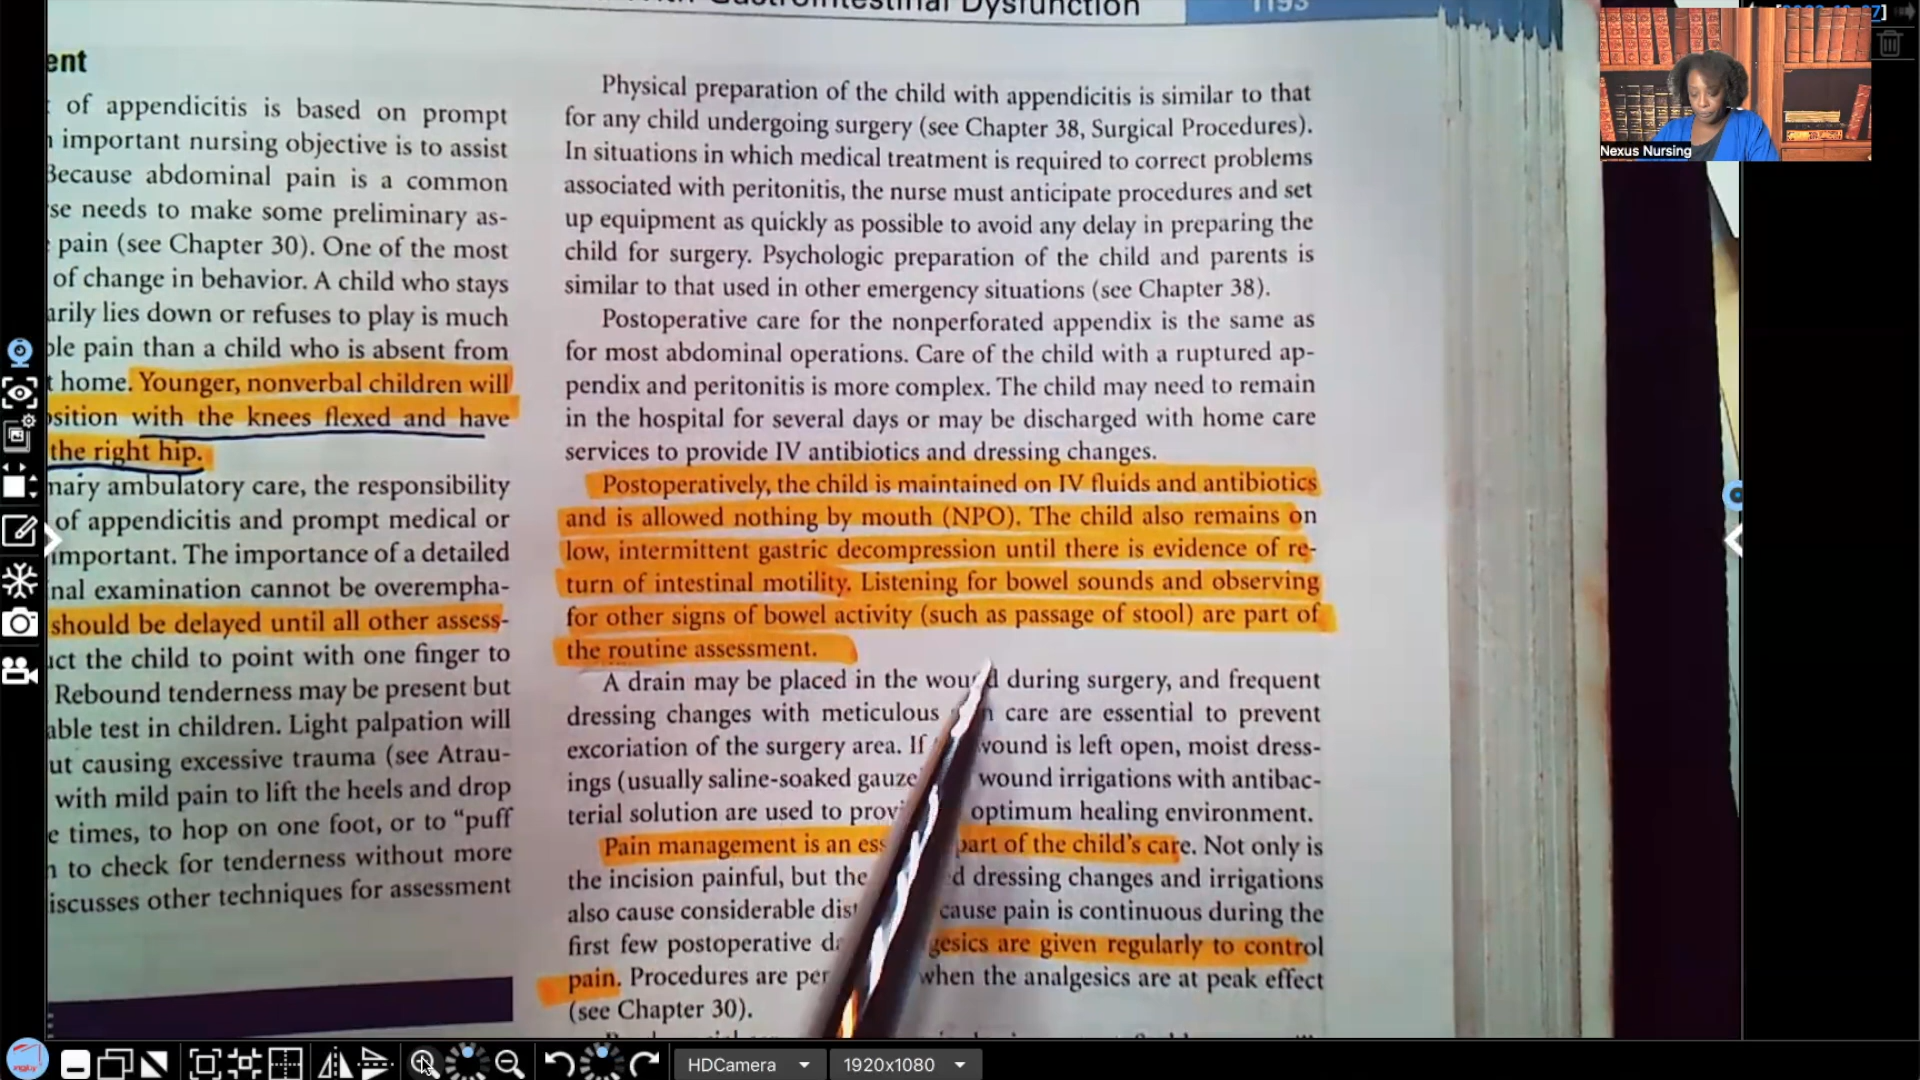 with Gastrointestinal Dysfunction 1193
ent
of appendicitis is based on prompt
important nursing objective is to assist
Because abdominal pain is a common
se needs to make some preliminary as-
pain (see Chapter 30). One of the most
of change in behavior. A child who stays
arily lies down or refuses to play is much
ble pain than a child who is absent from
t home. Younger, nonverbal children will
osition with the knees flexed and have
the right hip.
nary ambulatory care, the responsibility
of appendicitis and prompt medical or
important. The importance of a detailed
nal examination cannot be overempha-
should be delayed until all other assess-
uct the child to point with one finger to
Rebound tenderness may be present but
able test in children. Light palpation will
ut causing excessive trauma (see Atrau-
with mild pain to lift the heels and drop
e times, to hop on one foot, or to “puff
to check for tenderness without more
iscusses other techniques for assessment
Physical preparation of the child with appendicitis is similar to that
for any child undergoing surgery (see Chapter 38, Surgical Procedures).
In situations in which medical treatment is required to correct problems
associated with peritonitis, the nurse must anticipate procedures and set
up equipment as quickly as possible to avoid any delay in preparing the
child for surgery. Psychologic preparation of the child and parents is
similar to that used in other emergency situations (see Chapter 38).
Postoperative care for the nonperforated appendix is the same as
for most abdominal operations. Care of the child with a ruptured ap-
pendix and peritonitis is more complex. The child may need to remain
in the hospital for several days or may be discharged with home care
services to provide IV antibiotics and dressing changes.
Postoperatively, the child is maintained on IV fluids and antibiotics
and is allowed nothing by mouth (NPO). The child also remains on
low, intermittent gastric decompression until there is evidence of re-
turn of intestinal motility. Listening for bowel sounds and observing
for other signs of bowel activity (such as passage of stool) are part of
the routine assessment.
A drain may be placed in the wound during surgery, and frequent
dressing changes with meticulous care are essential to prevent
excoriation of the surgery area. If wound is left open, moist dress-
ings (usually saline-soaked gauze wound irrigations with antibac-
terial solution are used to provi optimum healing environment.
Pain management is an ess part of the child’s care. Not only is
the incision painful, but the d dressing changes and irrigations
also cause considerable dist cause pain is continuous during the
first few postoperative da gesics are given regularly to control
pain. Procedures are per when the analgesics are at peak effect
(see Chapter 30).
Nexus Nursing
HDCamera 1920x1080